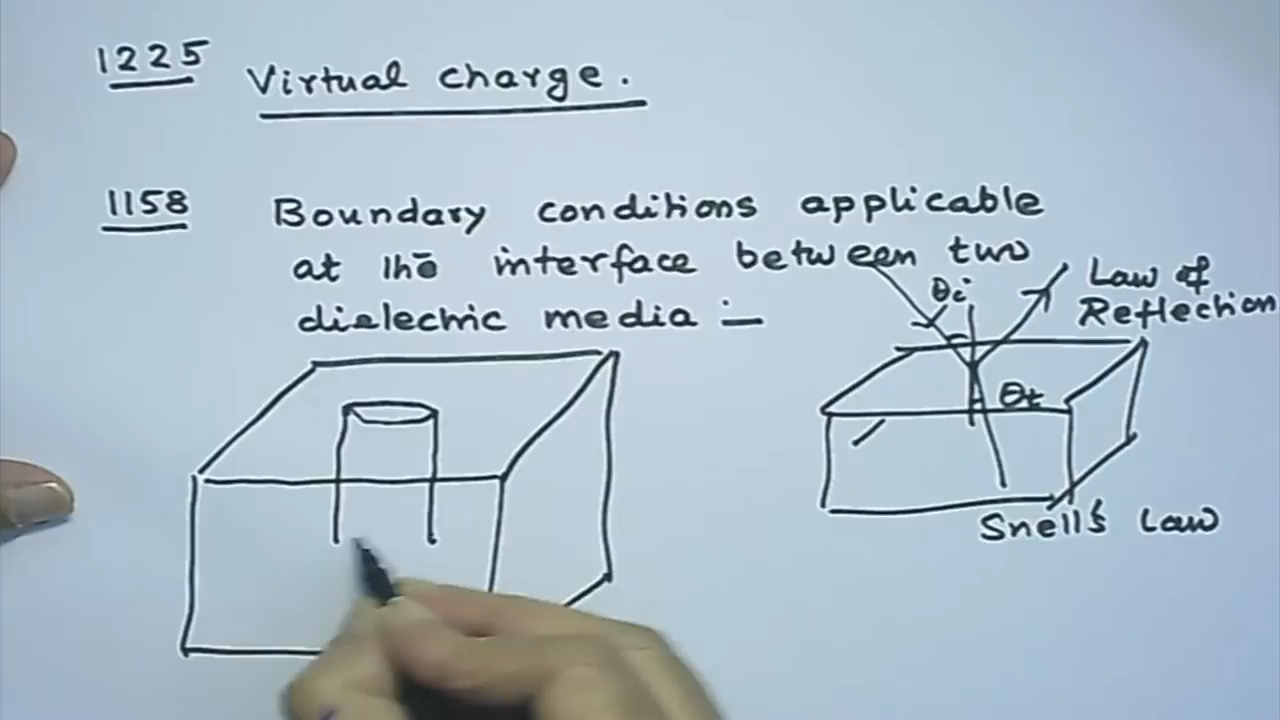 1225 Virtual charge.
1158 Boundary conditions applicable
at the interface between two
dielectric media :-
θi
Law of
Reflection
θt
Snell's Law